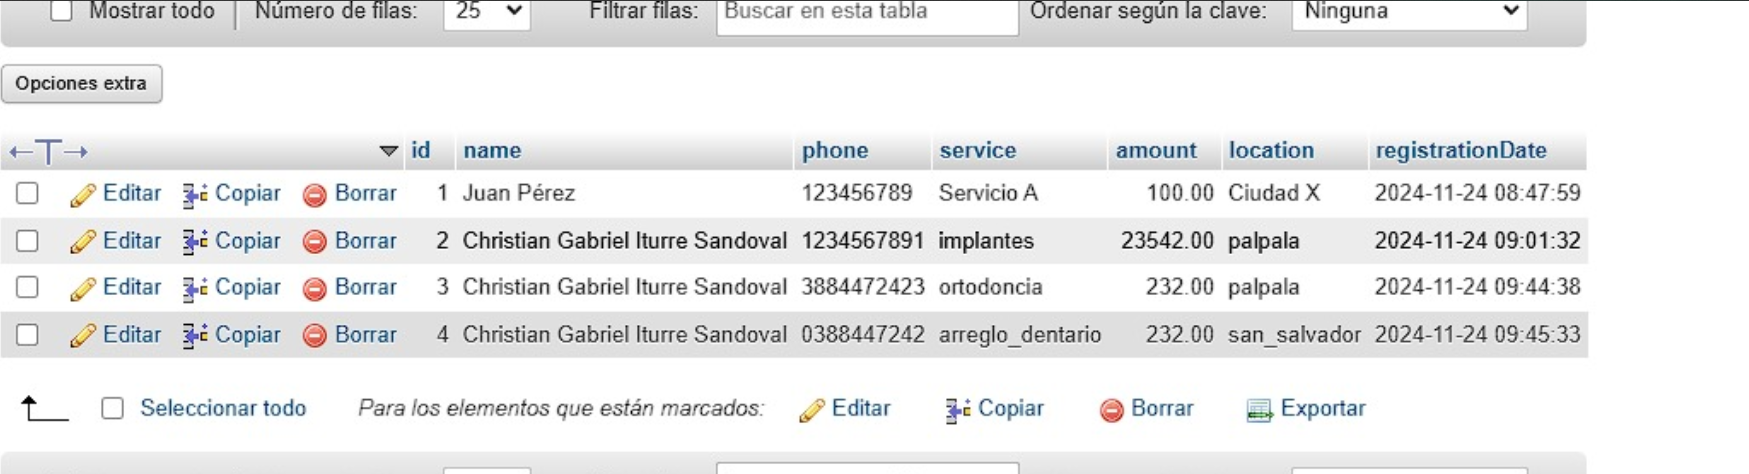 Mostrar todo Número de filas: 25 Filtrar filas: Buscar en esta tabla Ordenar según la clave: Ninguna
Opciones extra
id name phone service amount location registrationDate
Editar Copiar Borrar 1 Juan Pérez 123456789 Servicio A 100.00 Ciudad X 2024-11-24 08:47:59
Editar Copiar Borrar 2 Christian Gabriel Iturre Sandoval 1234567891 implantes 23542.00 palpala 2024-11-24 09:01:32
Editar Copiar Borrar 3 Christian Gabriel Iturre Sandoval 3884472423 ortodoncia 232.00 palpala 2024-11-24 09:44:38
Editar Copiar Borrar 4 Christian Gabriel Iturre Sandoval 0388447242 arreglo_dentario 232.00 san_salvador 2024-11-24 09:45:33
Seleccionar todo Para los elementos que están marcados: Editar Copiar Borrar Exportar